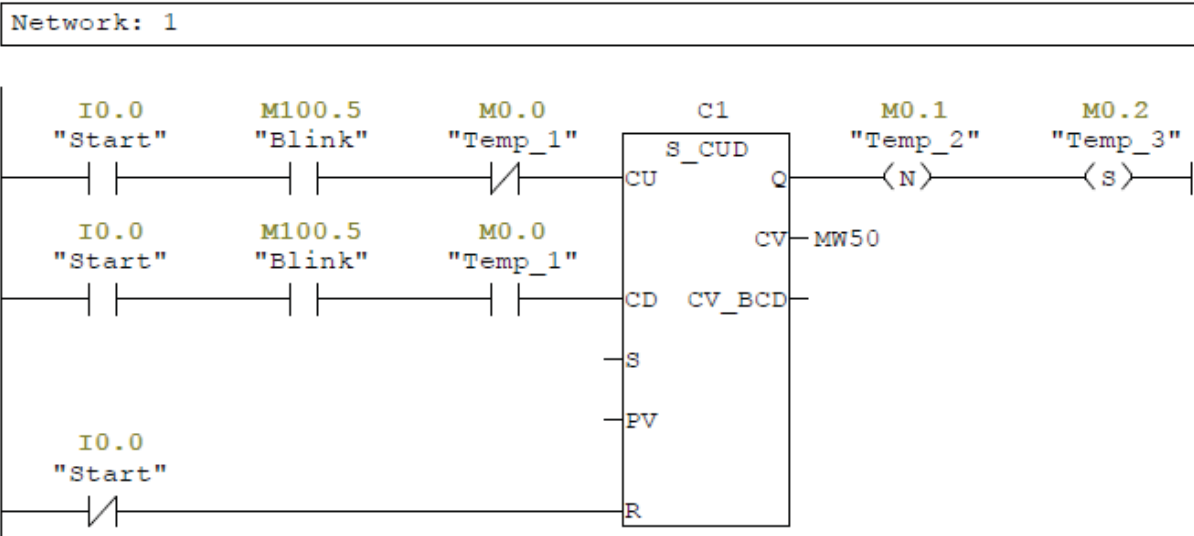 Network: 1
I0.0 M100.5 M0.0 C1 M0.1 M0.2
"Start" "Blink" "Temp_1" S_CUD "Temp_2" "Temp_3"
CU Q N S
I0.0 M100.5 M0.0 CV MW50
"Start" "Blink" "Temp_1"
CD CV_BCD
S
PV
I0.0
"Start"
R